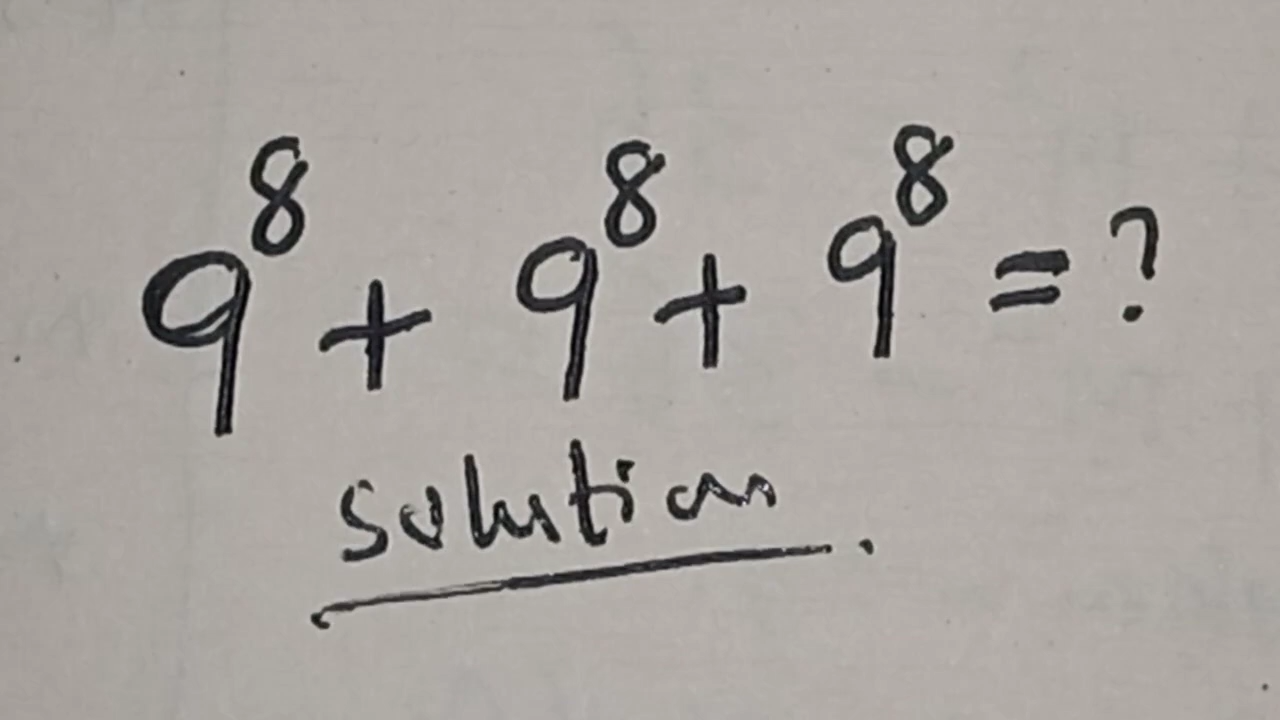 9⁸ + 9⁸ + 9⁸ = ?
solution.